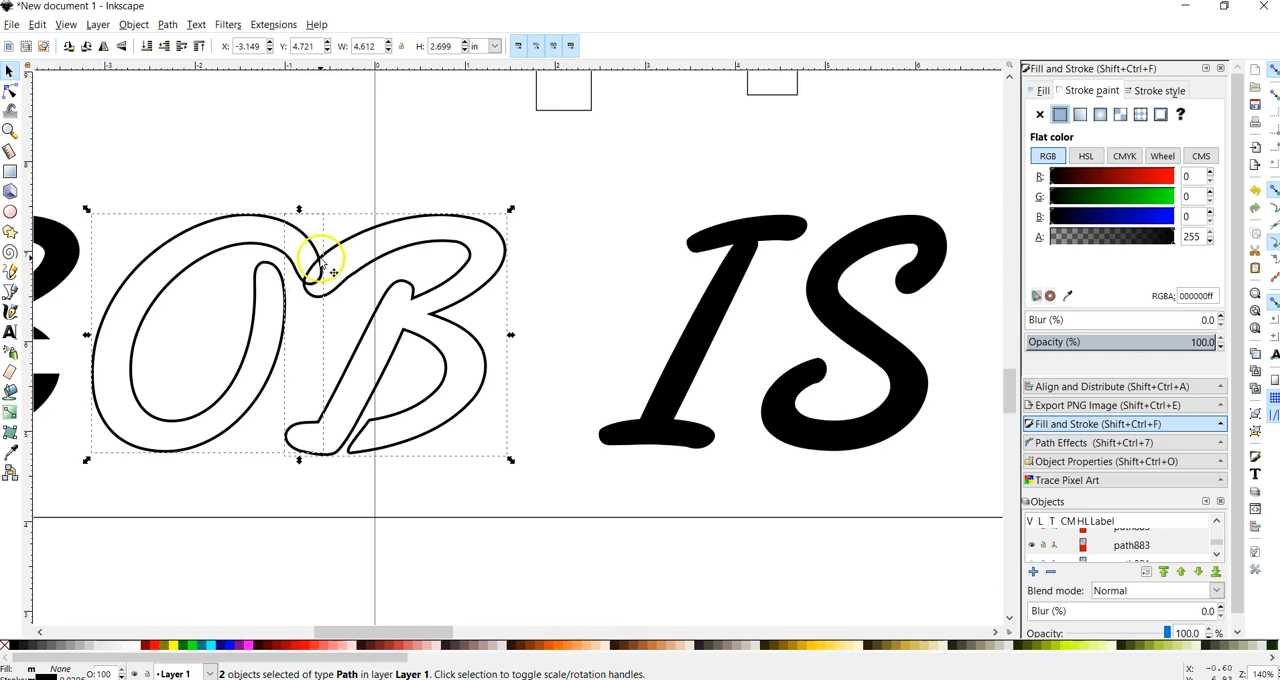 *New document 1 - Inkscape
File Edit View Layer Object Path Text Filters Extensions Help
X: -3.149 Y: 4.721 W: 4.612 H: 2.699 in
Fill and Stroke (Shift+Ctrl+F)
Fill Stroke paint Stroke style
Flat color
RGB HSL CMYK Wheel CMS
R: 0
G: 0
B: 0
A: 255
RGBA: 000000ff
Blur (%) 0.0
Opacity (%) 100.0
OB IS
Align and Distribute (Shift+Ctrl+A)
Export PNG Image (Shift+Ctrl+E)
Fill and Stroke (Shift+Ctrl+F)
Path Effects (Shift+Ctrl+7)
Object Properties (Shift+Ctrl+O)
Trace Pixel Art
Objects
V L T CM HL Label
path883
Blend mode: Normal
Blur (%) 0.0
Opacity: 100.0 %
Fill: m None
O: 100 •Layer 1 2 objects selected of type Path in layer Layer 1. Click selection to toggle scale/rotation handles.
X: -0.60
Z: 140%